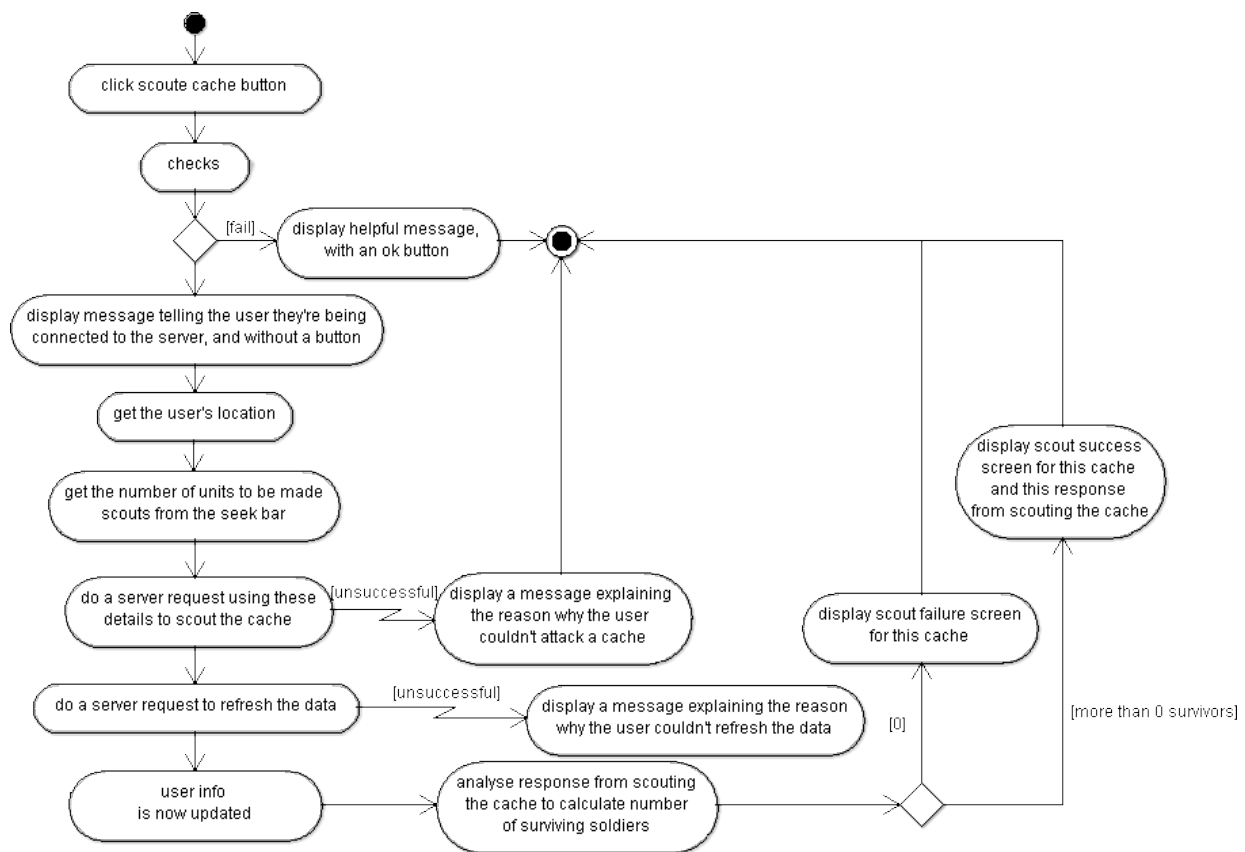 click scoute cache button
checks
[fail]
display helpful message,
with an ok button
display message telling the user they're being
connected to the server, and without a button
get the user's location
get the number of units to be made
scouts from the seek bar
display scout success
screen for this cache
and this response
from scouting the cache
do a server request using these
details to scout the cache
[unsuccessful]
display a message explaining
the reason why the user
couldn't attack a cache
display scout failure screen
for this cache
do a server request to refresh the data
[unsuccessful]
display a message explaining the reason
why the user couldn't refresh the data
[0]
[more than 0 survivors]
user info
is now updated
analyse response from scouting
the cache to calculate number
of surviving soldiers